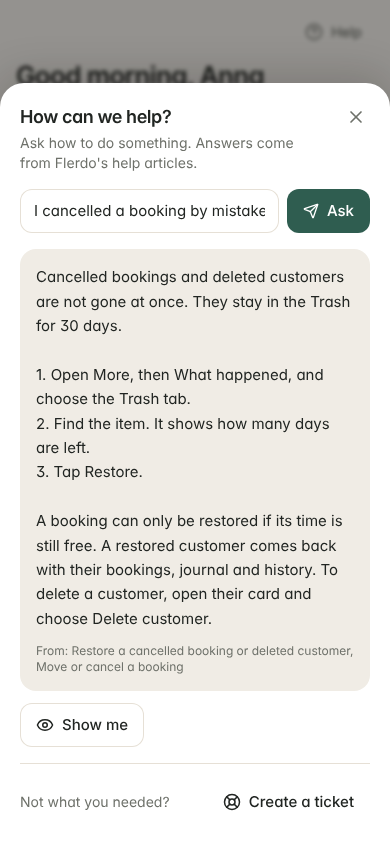 Help
Good morning, Anna
How can we help?
Ask how to do something. Answers come
from Flerdo's help articles.
I cancelled a booking by mistake
Ask
Cancelled bookings and deleted customers
are not gone at once. They stay in the Trash
for 30 days.
1. Open More, then What happened, and
choose the Trash tab.
2. Find the item. It shows how many days
are left.
3. Tap Restore.
A booking can only be restored if its time is
still free. A restored customer comes back
with their bookings, journal and history. To
delete a customer, open their card and
choose Delete customer.
From: Restore a cancelled booking or deleted customer,
Move or cancel a booking
Show me
Not what you needed?
Create a ticket